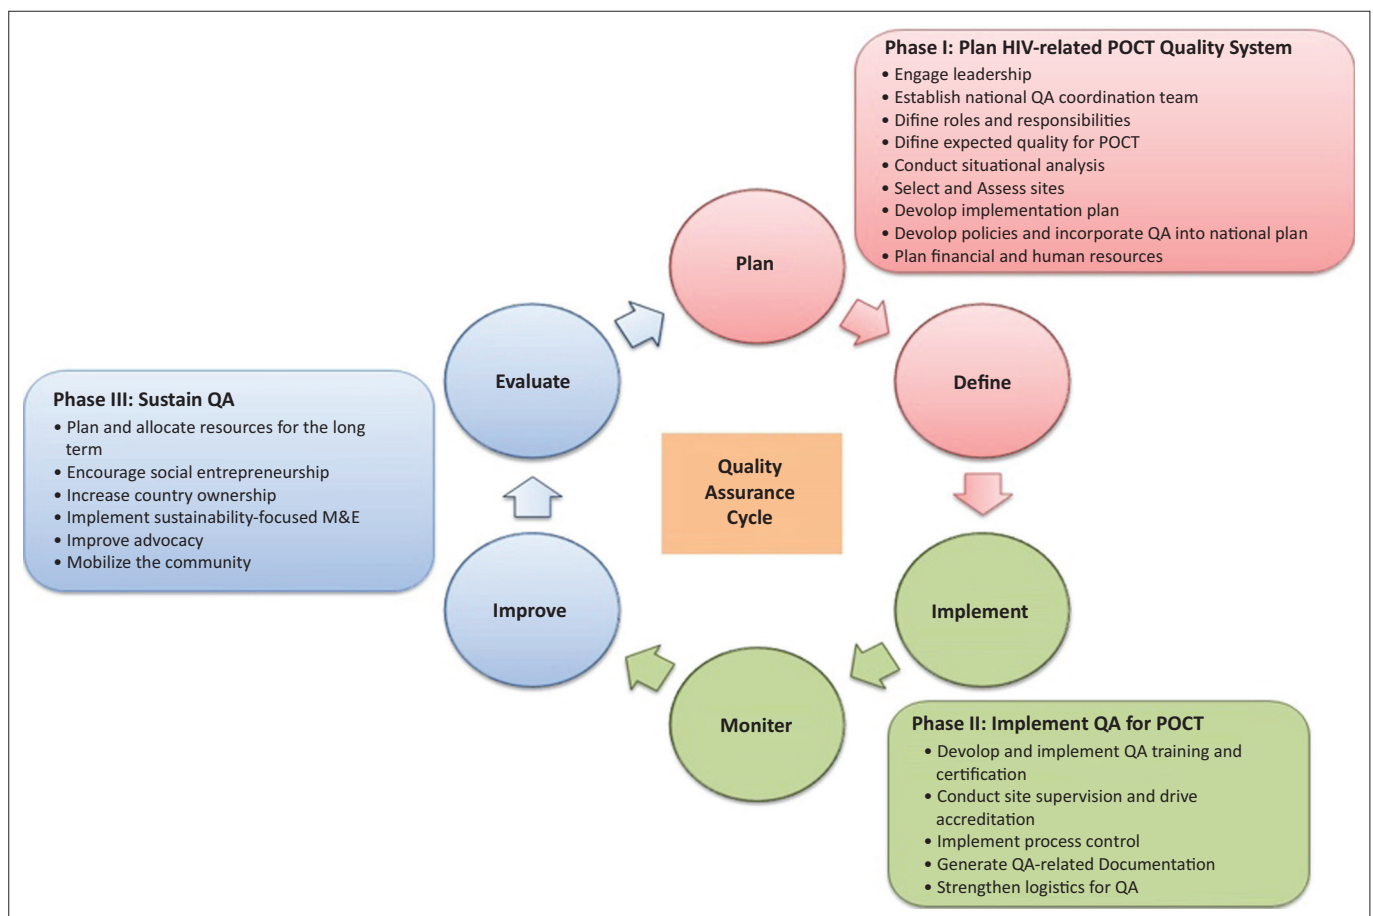 Phase I: Plan HIV-related POCT Quality System
• Engage leadership
• Establish national QA coordination team
• Difine roles and responsibilities
• Difine expected quality for POCT
• Conduct situational analysis
• Select and Assess sites
• Devolop implementation plan
• Devolop policies and incorporate QA into national plan
• Plan financial and human resources
Plan
Define
Evaluate
Phase III: Sustain QA
• Plan and allocate resources for the long
term
• Encourage social entrepreneurship
• Increase country ownership
• Implement sustainability-focused M&E
• Improve advocacy
• Mobilize the community
Quality
Assurance
Cycle
Improve
Implement
Moniter
Phase II: Implement QA for POCT
• Devolop and implement QA training and
certification
• Conduct site supervision and drive
accreditation
• Implement process control
• Generate QA-related Documentation
• Strengthen logistics for QA